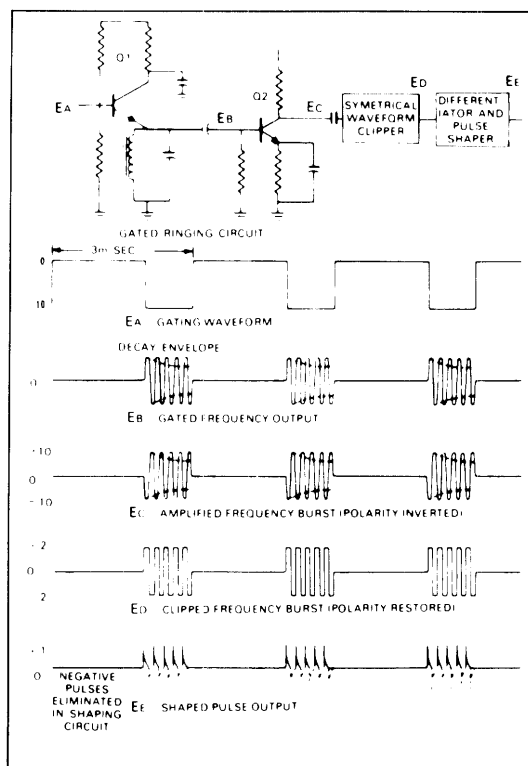 Q1
EA
EB
Q2
EC
SYMETRICAL
WAVEFORM
CLIPPER
ED
DIFFERENT
IATOR AND
PULSE
SHAPER
EE
GATED RINGING CIRCUIT
3m SEC
0
10
EA GATING WAVEFORM
DECAY ENVELOPE
0
EB GATED FREQUENCY OUTPUT
· 10
0
- 10
EC AMPLIFIED FREQUENCY BURST (POLARITY INVERTED)
· 2
0
2
ED CLIPPED FREQUENCY BURST (POLARITY RESTORED)
· 1
0
NEGATIVE
PULSES
ELIMINATED
IN SHAPING
CIRCUIT
EE SHAPED PULSE OUTPUT